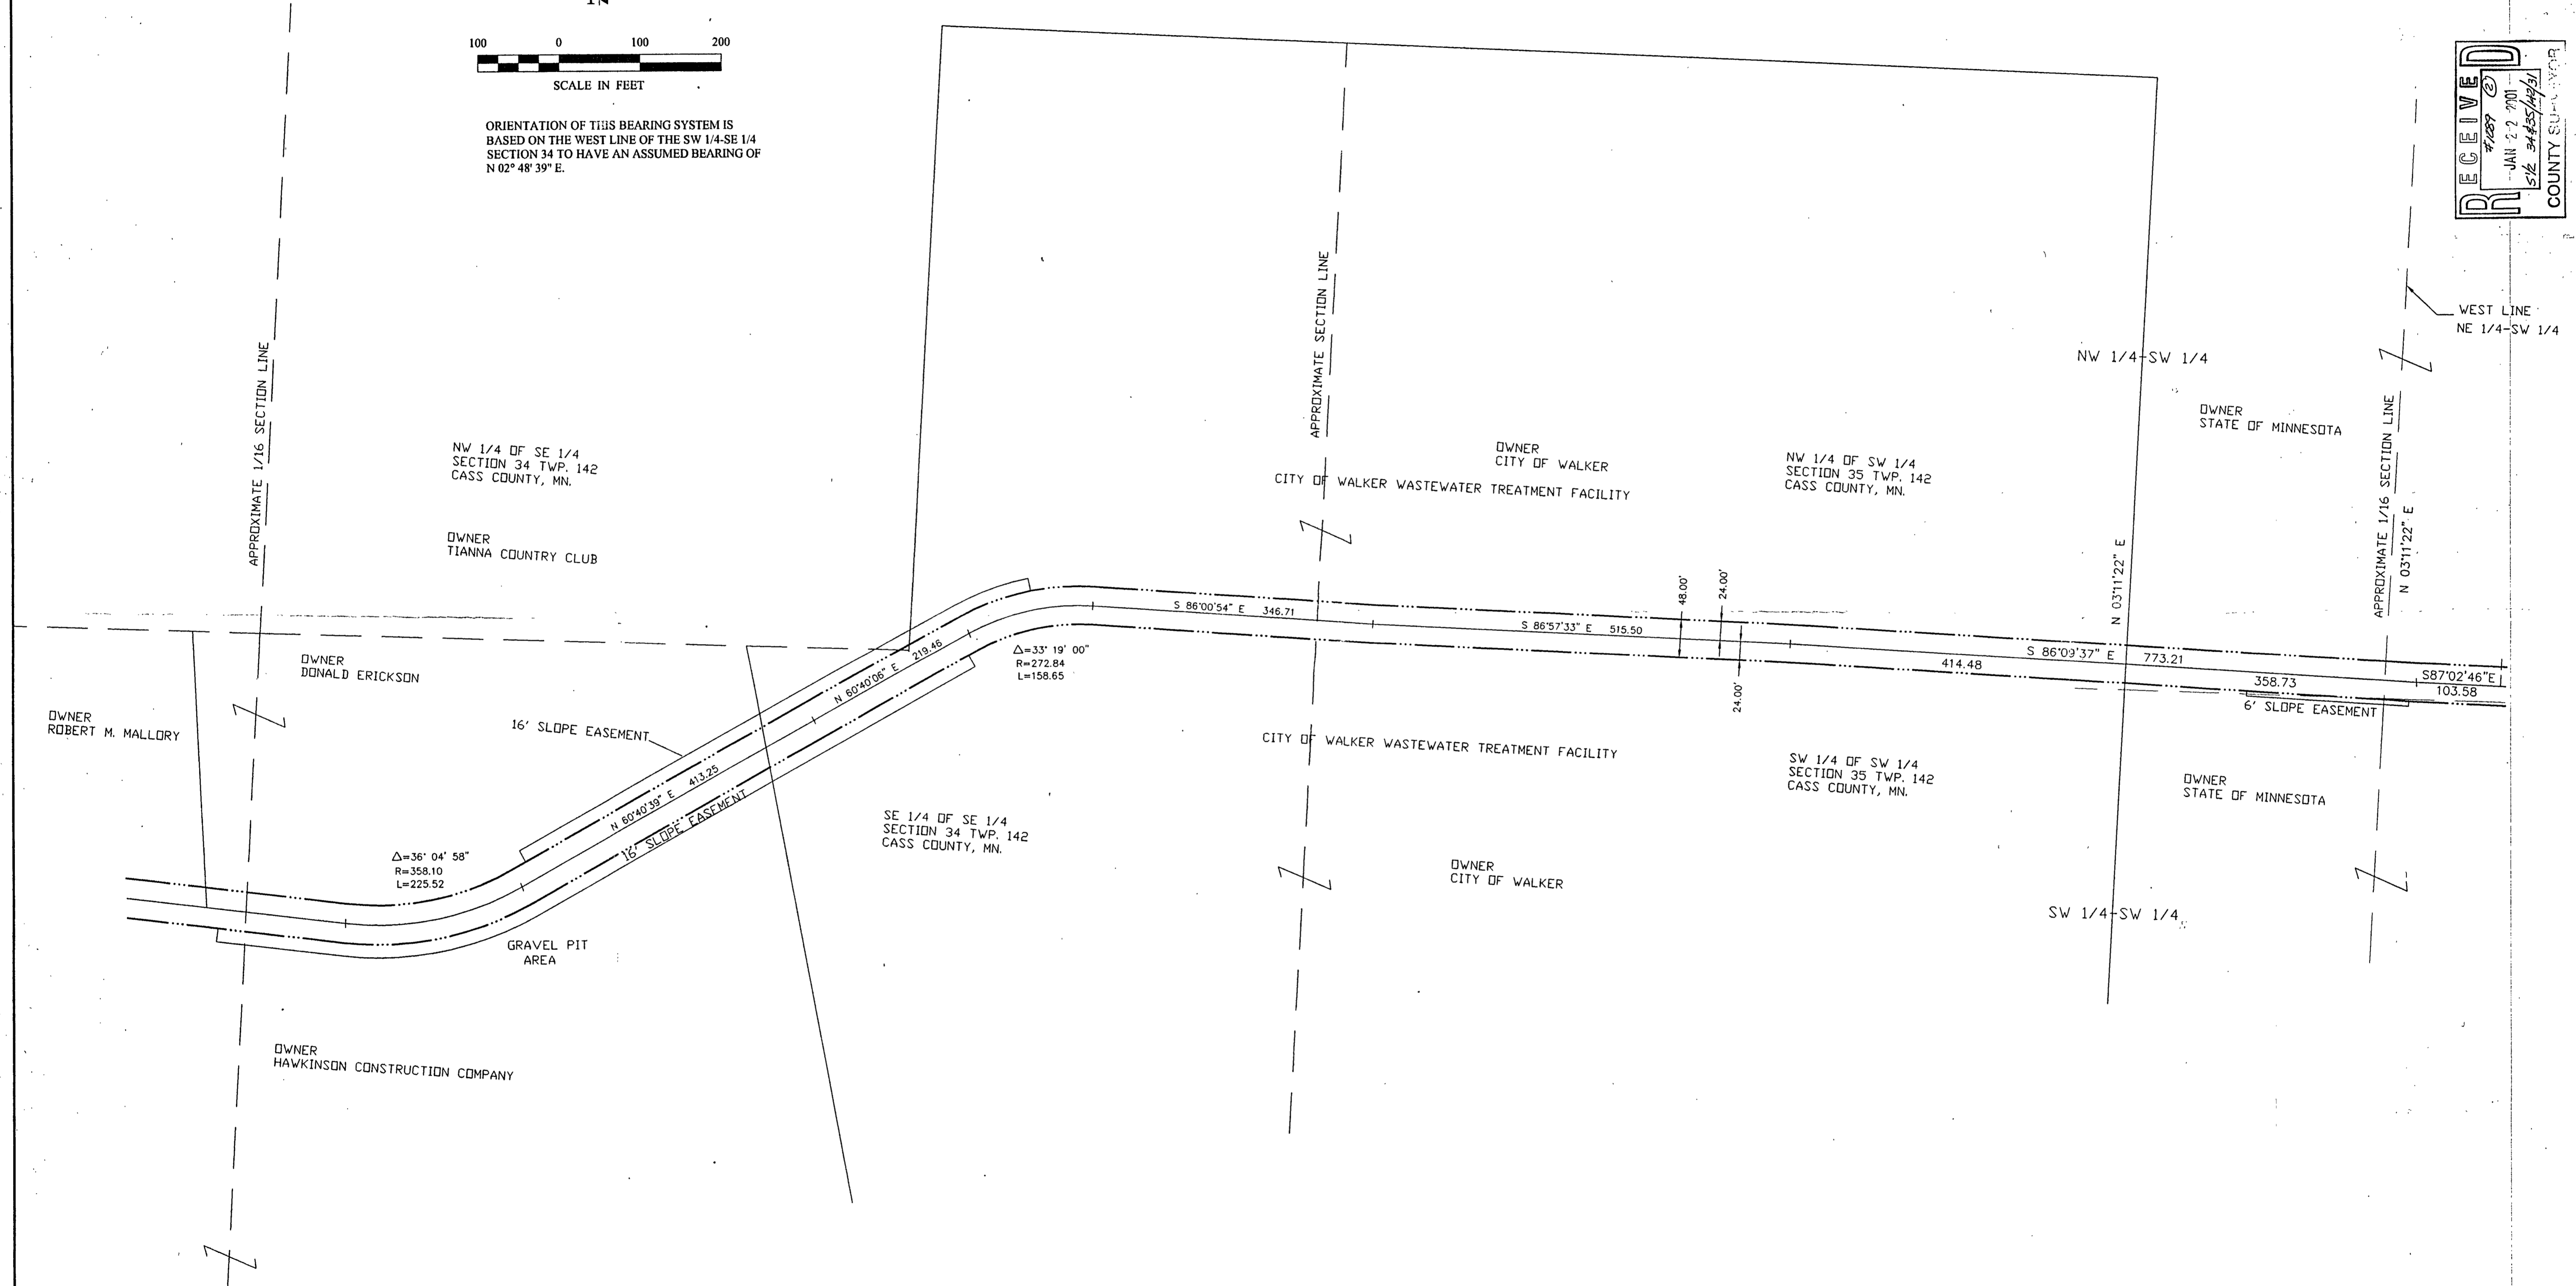 100 0 100 200
SCALE IN FEET
ORIENTATION OF THIS BEARING SYSTEM IS
BASED ON THE WEST LINE OF THE SW 1/4-SE 1/4
SECTION 34 TO HAVE AN ASSUMED BEARING OF
N 02° 48' 39" E.
RECEIVED
#1089 ②
JAN 22 2001
S1/2 34&35/142/31
COUNTY SURVEYOR
WEST LINE
NE 1/4-SW 1/4
APPROXIMATE 1/16 SECTION LINE
APPROXIMATE SECTION LINE
APPROXIMATE 1/16 SECTION LINE
N 03°11'22" E
N 03°11'22" E
NW 1/4-SW 1/4
OWNER
STATE OF MINNESOTA
NW 1/4 OF SE 1/4
SECTION 34 TWP. 142
CASS COUNTY, MN.
OWNER
TIANNA COUNTRY CLUB
OWNER
CITY OF WALKER
CITY OF WALKER WASTEWATER TREATMENT FACILITY
NW 1/4 OF SW 1/4
SECTION 35 TWP. 142
CASS COUNTY, MN.
48.00'
24.00'
24.00'
S 86°00'54" E 346.71
S 86°57'33" E 515.50
S 86°09'37" E 773.21
414.48
358.73
S87°02'46"E
103.58
6' SLOPE EASEMENT
Δ=33° 19' 00"
R=272.84
L=158.65
N 60°40'06" E 219.46
OWNER
DONALD ERICKSON
OWNER
ROBERT M. MALLORY
16' SLOPE EASEMENT
N 60°40'39" E 413.25
16' SLOPE EASEMENT
CITY OF WALKER WASTEWATER TREATMENT FACILITY
SW 1/4 OF SW 1/4
SECTION 35 TWP. 142
CASS COUNTY, MN.
OWNER
STATE OF MINNESOTA
SE 1/4 OF SE 1/4
SECTION 34 TWP. 142
CASS COUNTY, MN.
Δ=36° 04' 58"
R=358.10
L=225.52
OWNER
CITY OF WALKER
SW 1/4-SW 1/4
GRAVEL PIT
AREA
OWNER
HAWKINSON CONSTRUCTION COMPANY